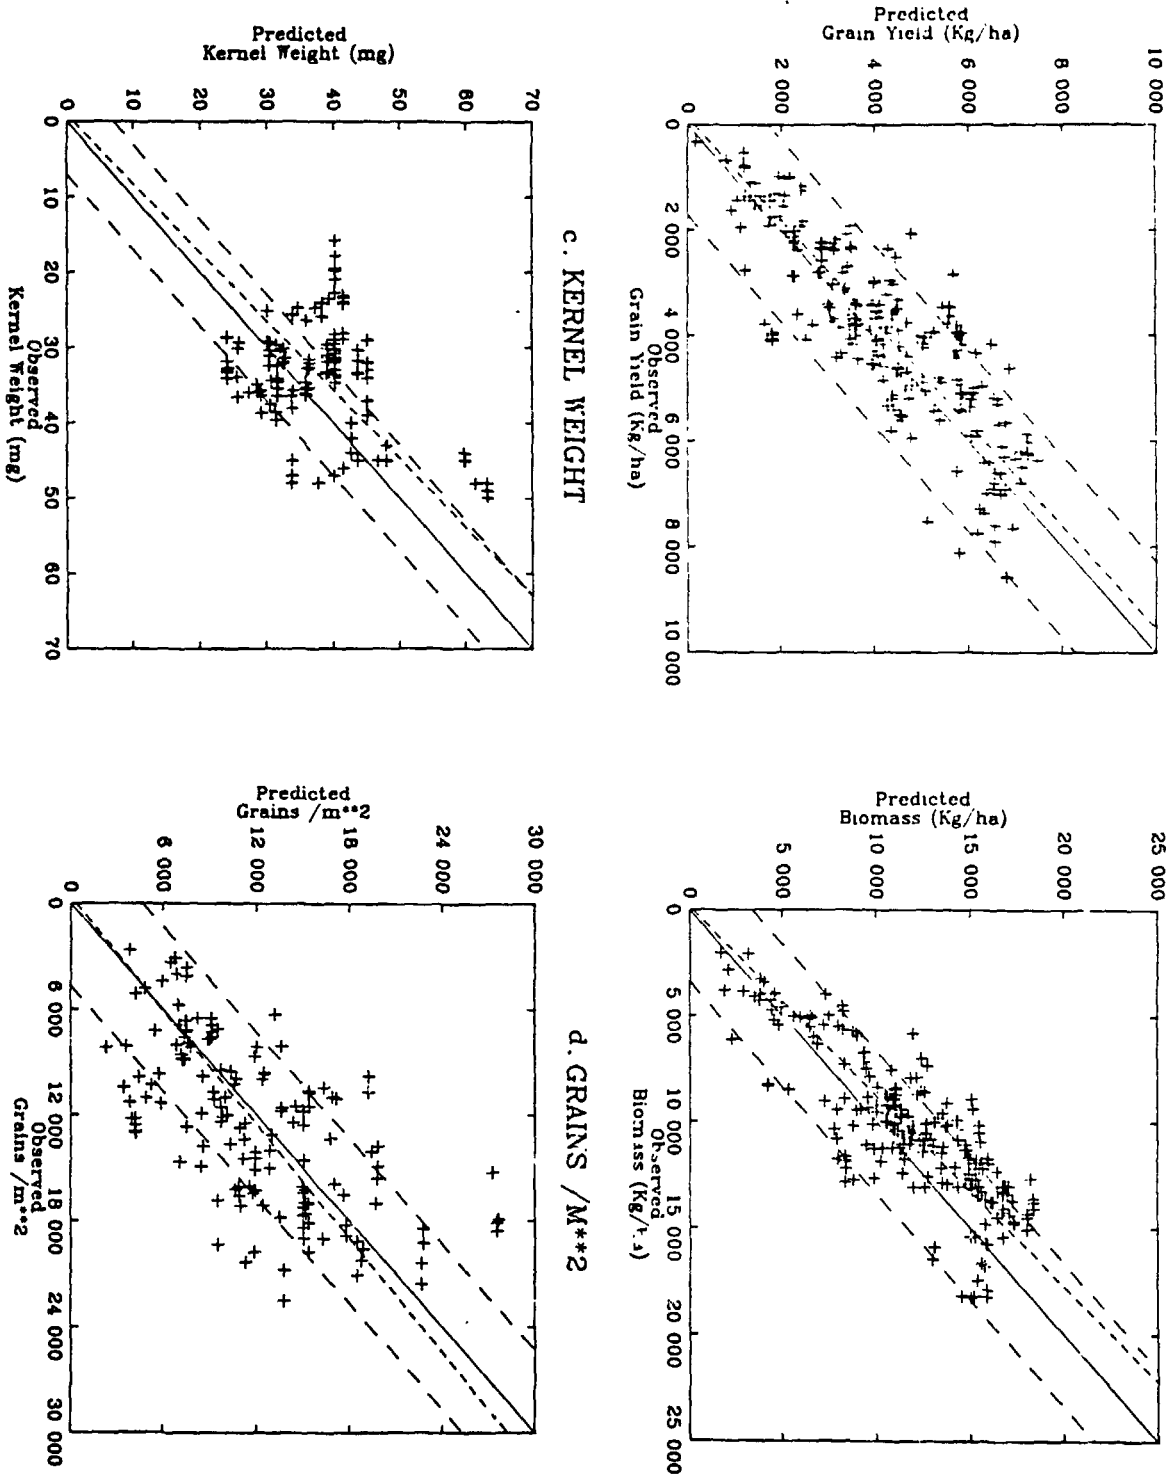 Predicted
Grain Yield (Kg/ha)
0
2 000
4 000
6 000
8 000
10 000
0
2 000
4 000
6 000
8 000
10 000
Observed
Grain Yield (Kg/ha)
Predicted
Biomass (Kg/ha)
0
5 000
10 000
15 000
20 000
25 000
0
5 000
10 000
15 000
20 000
25 000
Observed
Biomass
c. KERNEL WEIGHT
Predicted
Kernel Weight (mg)
0
10
20
30
40
50
60
70
0
10
20
30
40
50
60
70
Observed
Kernel Weight (mg)
d. GRAINS /M**2
Predicted
Grains /m**2
0
6 000
12 000
18 000
24 000
30 000
0
6 000
12 000
18 000
24 000
30 000
Observed
Grains /m**2